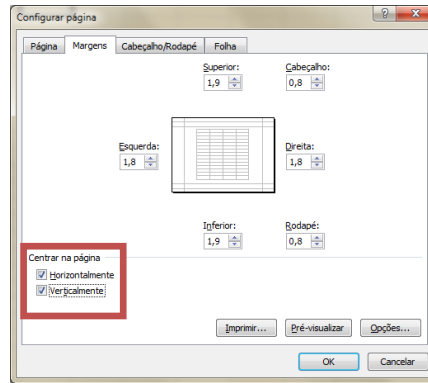 Configurar página
Página Margens Cabeçalho/Rodapé Folha
Superior: Cabeçalho:
1,9 0,8
Esquerda: Direita:
1,8 1,8
Inferior: Rodapé:
1,9 0,8
Centrar na página
Horizontalmente
Verticalmente
Imprimir... Pré-visualizar Opções...
OK Cancelar